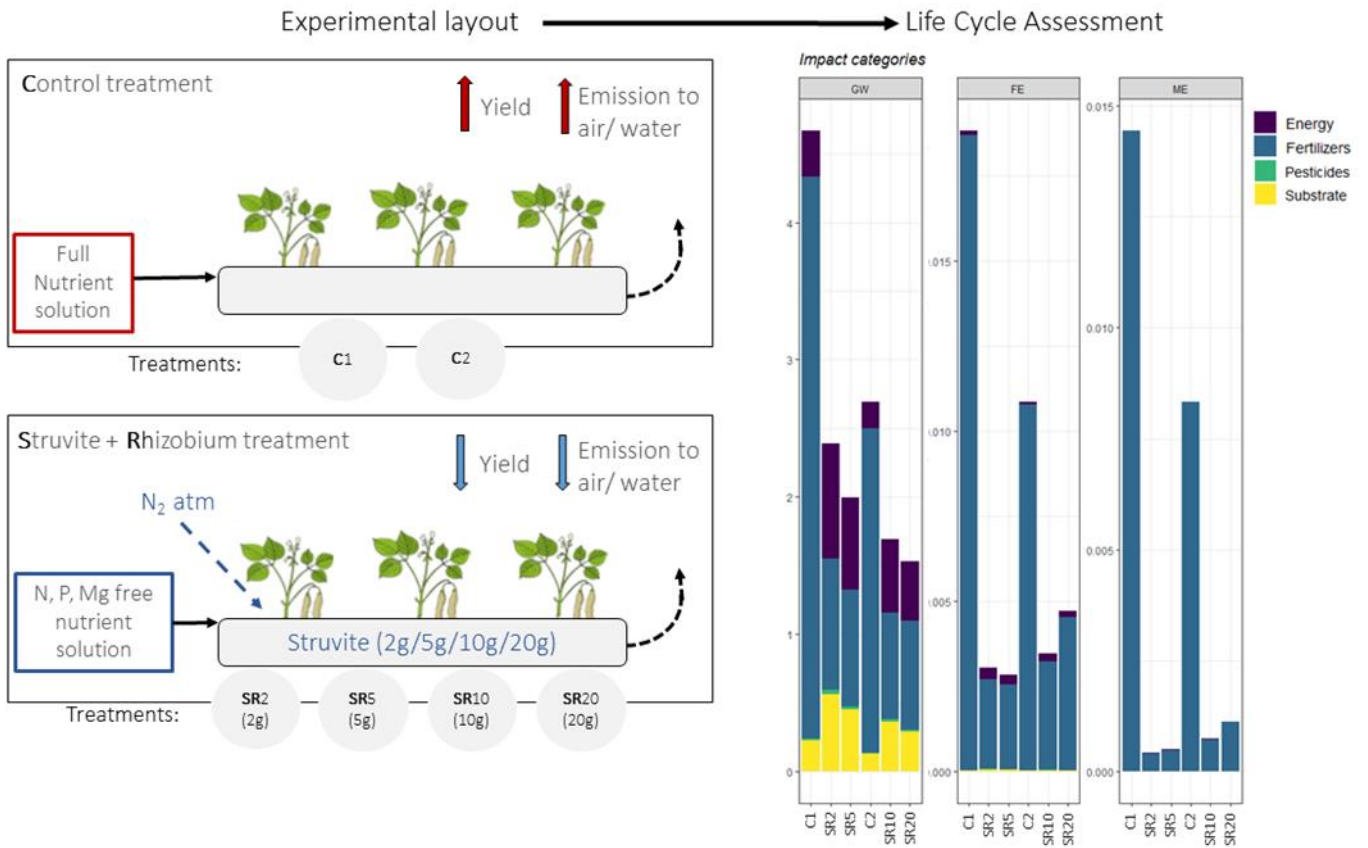 Experimental layout
Life Cycle Assessment
Control treatment
Yield
Emission to
air/ water
Full
Nutrient
solution
Treatments:
C1
C2
Struvite + Rhizobium treatment
Yield
Emission to
air/ water
N₂ atm
N, P, Mg free
nutrient
solution
Struvite (2g/5g/10g/20g)
Treatments:
SR2
(2g)
SR5
(5g)
SR10
(10g)
SR20
(20g)
Impact categories
GW
4
3
2
1
0
C1
SR2
SR5
C2
SR10
SR20
FE
.015
.010
.005
.000
C1
SR2
SR5
C2
SR10
SR20
ME
0.015
0.010
0.005
0.000
C1
SR2
SR5
C2
SR10
SR20
Energy
Fertilizers
Pesticides
Substrate